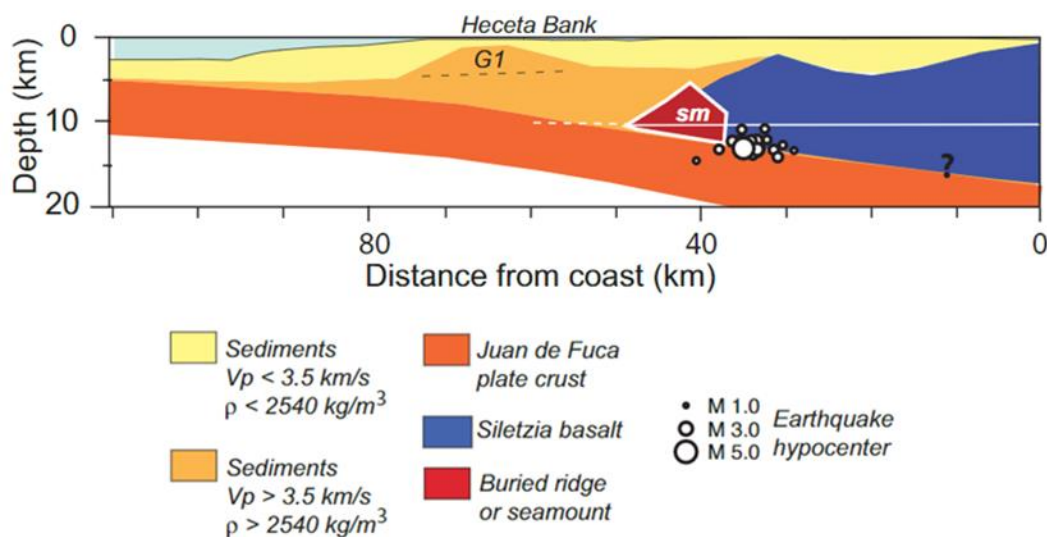 Heceta Bank
0
10
20
Depth (km)
G1
sm
?
80
40
0
Distance from coast (km)
Sediments
Vp < 3.5 km/s
ρ < 2540 kg/m³
Sediments
Vp > 3.5 km/s
ρ > 2540 kg/m³
Juan de Fuca
plate crust
Siletzia basalt
Buried ridge
or seamount
M 1.0
M 3.0
M 5.0
Earthquake
hypocenter